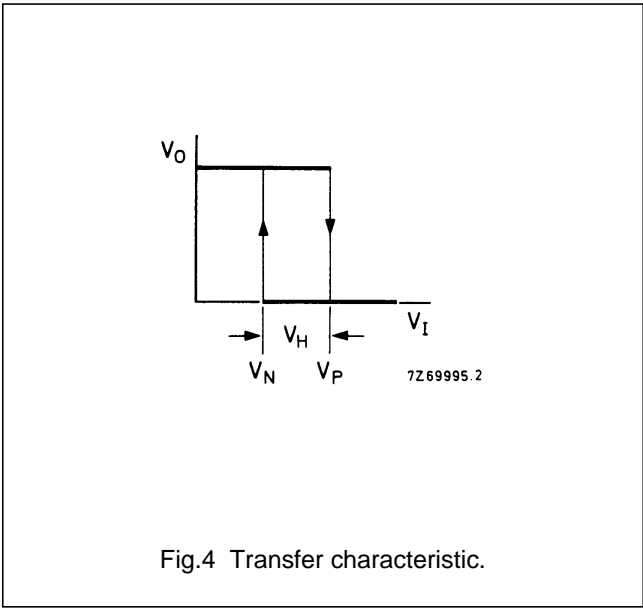 V_O
V_I
V_H
V_N V_P
7Z69995.2
Fig.4 Transfer characteristic.